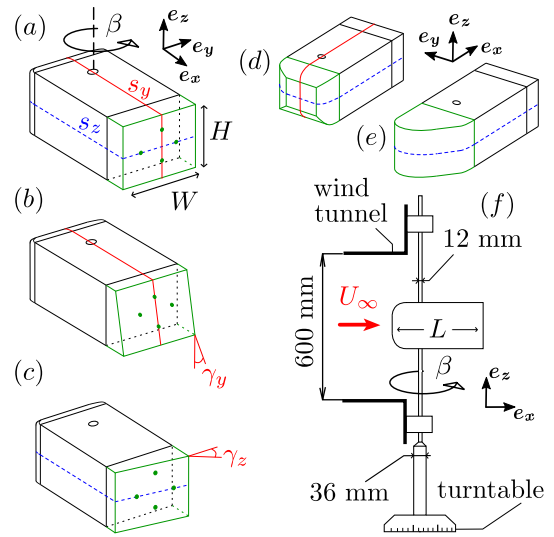 (a)
β
e_z
e_y
e_x
s_y
s_z
H
W
(b)
γ_y
(c)
γ_z
(d)
e_z
e_y
e_x
(e)
(f)
wind
tunnel
12 mm
600 mm
U_∞
L
β
e_z
e_x
36 mm
turntable